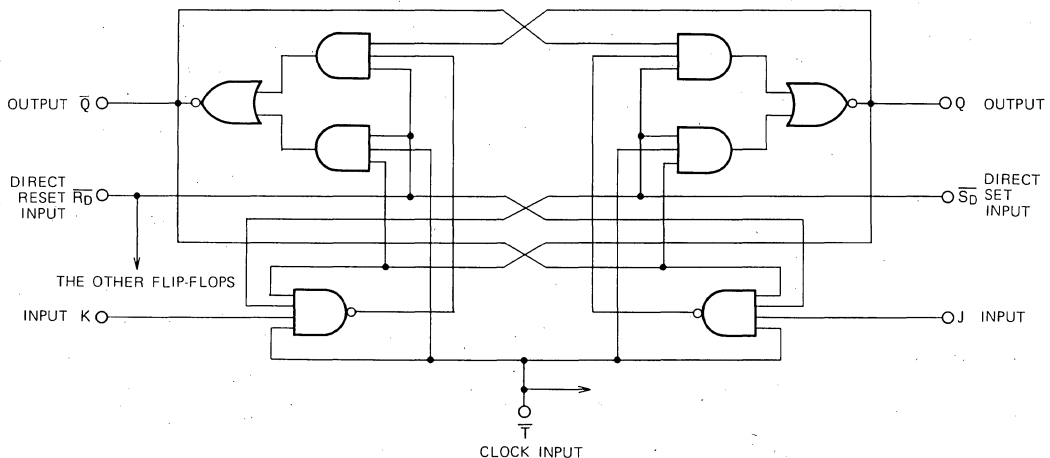 OUTPUT Q̅
Q OUTPUT
DIRECT
RESET R̅D̅
INPUT
DIRECT
S̅D̅ SET
INPUT
THE OTHER FLIP-FLOPS
INPUT K
J INPUT
T̅
CLOCK INPUT